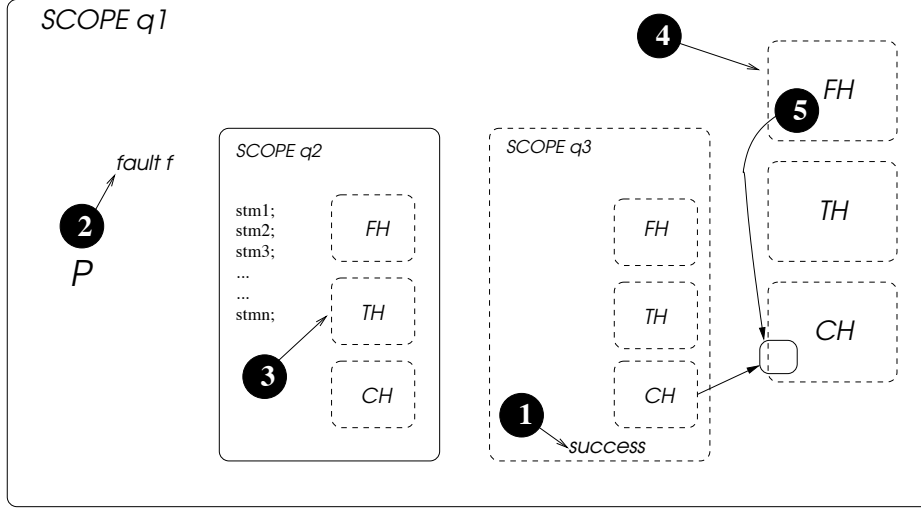 SCOPE q1
4
FH
5
fault f
2
P
SCOPE q2
stm1;
stm2;
stm3;
...
...
stmn;
FH
TH
CH
3
SCOPE q3
FH
TH
CH
1
success
TH
CH